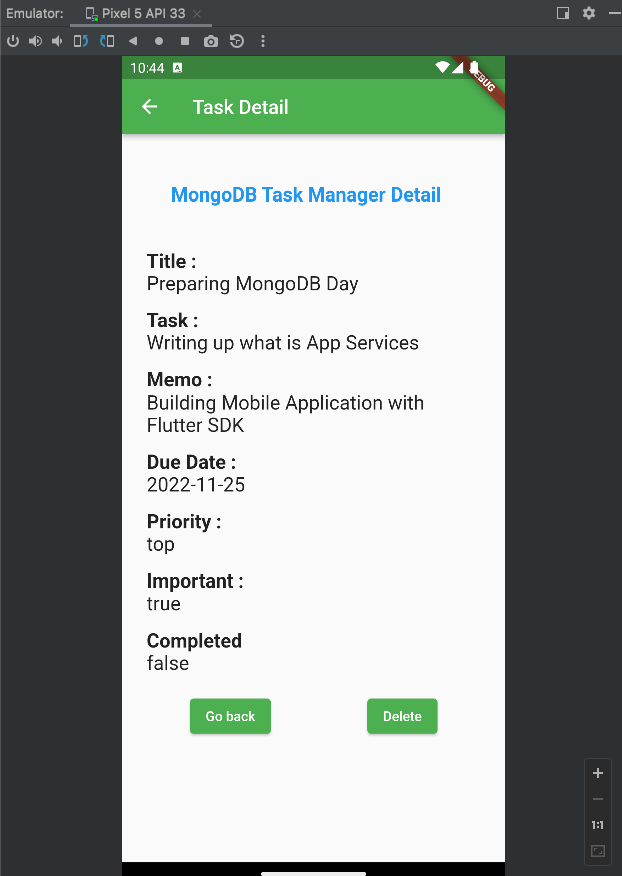 Emulator: Pixel 5 API 33
10:44 A
DEBUG
Task Detail
MongoDB Task Manager Detail
Title :
Preparing MongoDB Day
Task :
Writing up what is App Services
Memo :
Building Mobile Application with
Flutter SDK
Due Date :
2022-11-25
Priority :
top
Important :
true
Completed
false
Go back Delete
1:1